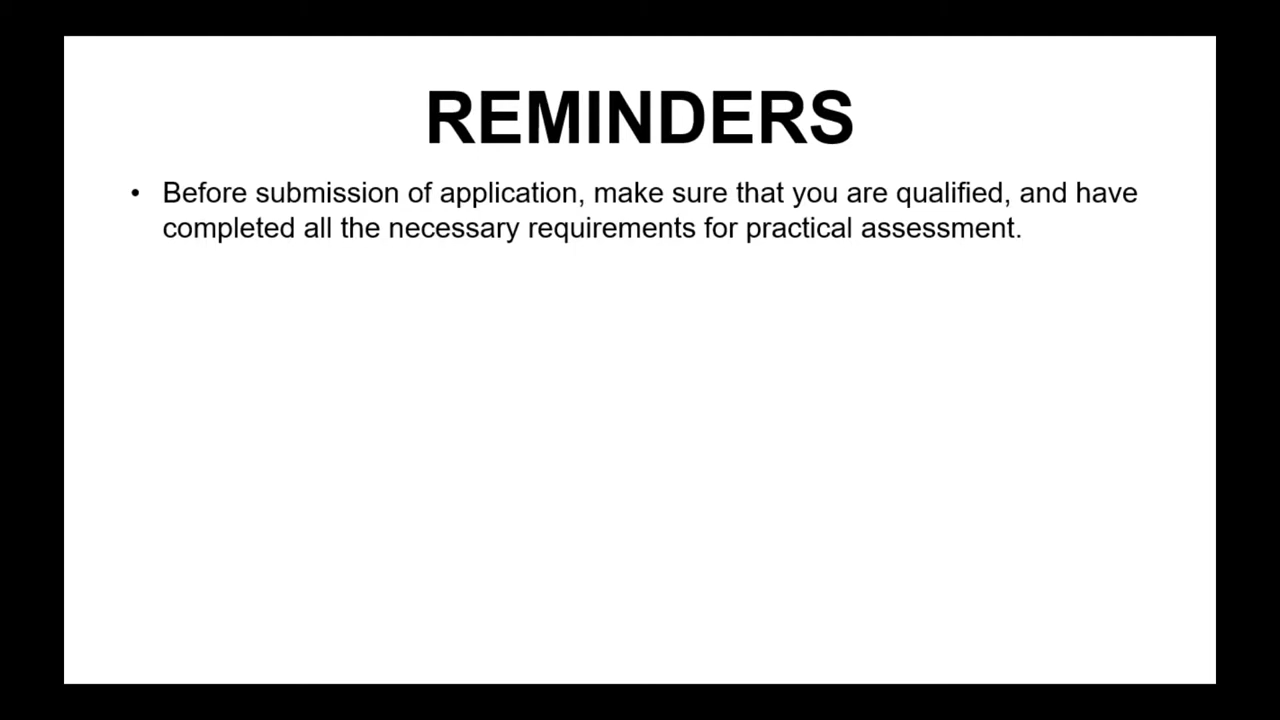 REMINDERS
• Before submission of application, make sure that you are qualified, and have
completed all the necessary requirements for practical assessment.